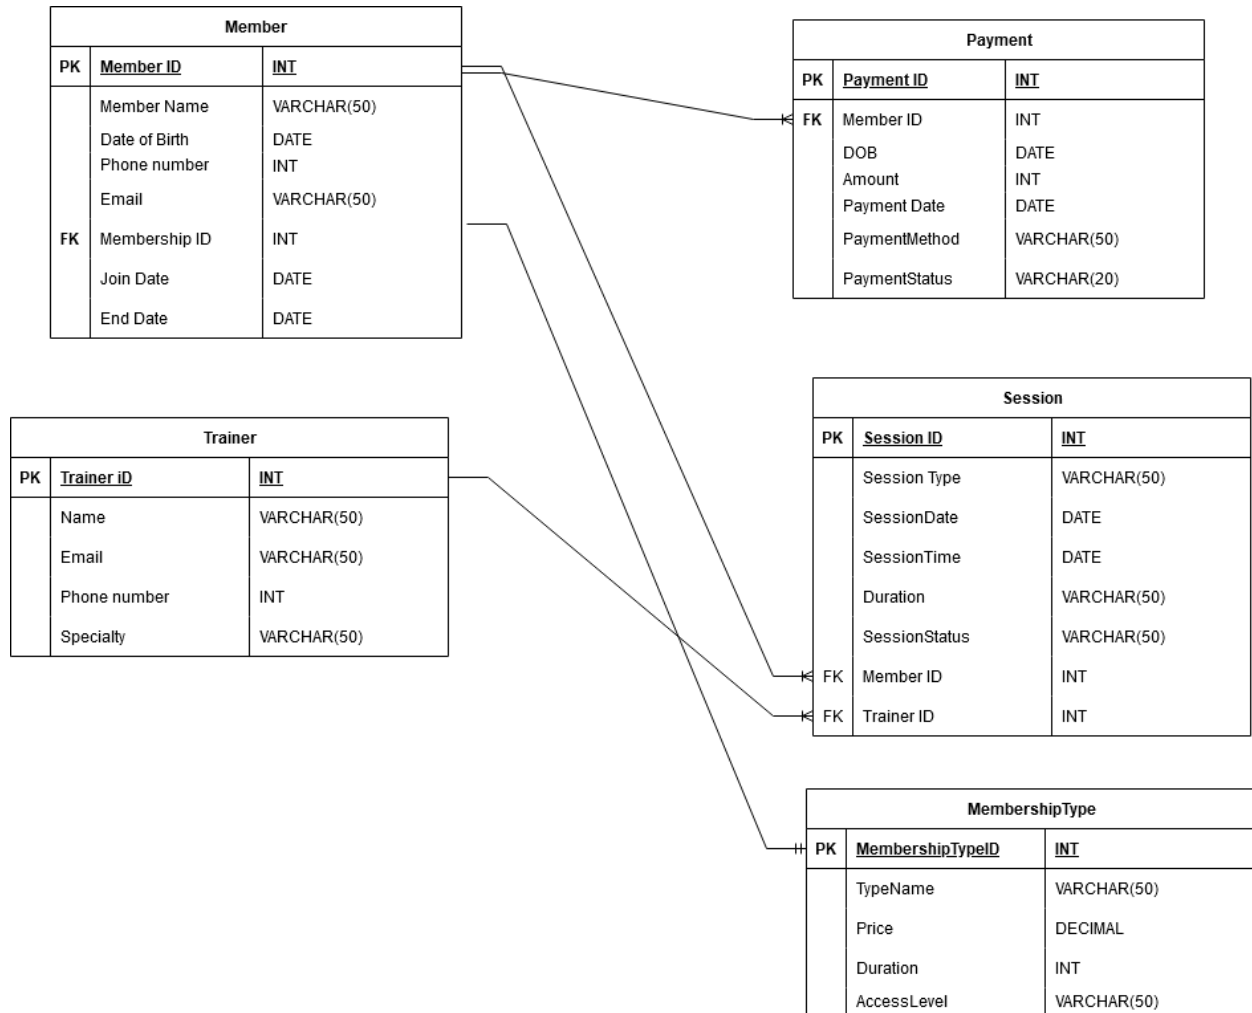 Member
PK Member ID INT
Member Name VARCHAR(50)
Date of Birth DATE
Phone number INT
Email VARCHAR(50)
FK Membership ID INT
Join Date DATE
End Date DATE
Payment
PK Payment ID INT
FK Member ID INT
DOB DATE
Amount INT
Payment Date DATE
PaymentMethod VARCHAR(50)
PaymentStatus VARCHAR(20)
Trainer
PK Trainer iD INT
Name VARCHAR(50)
Email VARCHAR(50)
Phone number INT
Specialty VARCHAR(50)
Session
PK Session ID INT
Session Type VARCHAR(50)
SessionDate DATE
SessionTime DATE
Duration VARCHAR(50)
SessionStatus VARCHAR(50)
FK Member ID INT
FK Trainer ID INT
MembershipType
PK MembershipTypeID INT
TypeName VARCHAR(50)
Price DECIMAL
Duration INT
AccessLevel VARCHAR(50)